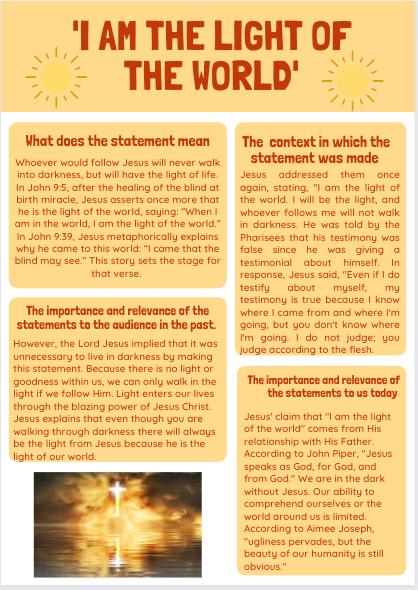 'I AM THE LIGHT OF
THE WORLD'
What does the statement mean
Whoever would follow Jesus will never walk
into darkness, but will have the light of life.
In John 9:5, after the healing of the blind at
birth miracle, Jesus asserts once more that
he is the light of the world, saying: "When I
am in the world, I am the light of the world."
In John 9:39, Jesus metaphorically explains
why he came to this world: "I came that the
blind may see." This story sets the stage for
that verse.
The importance and relevance of the
statements to the audience in the past.
However, the Lord Jesus implied that it was
unnecessary to live in darkness by making
this statement. Because there is no light or
goodness within us, we can only walk in the
light if we follow Him. Light enters our lives
through the blazing power of Jesus Christ.
Jesus explains that even though you are
walking through darkness there will always
be the light from Jesus because he is the
light of our world.
The context in which the
statement was made
Jesus addressed them once
again, stating, "I am the light of
the world. I will be the light, and
whoever follows me will not walk
in darkness. He was told by the
Pharisees that his testimony was
false since he was giving a
testimonial about himself. In
response, Jesus said, "Even if I do
testify about myself, my
testimony is true because I know
where I came from and where I'm
going, but you don't know where
I'm going. I do not judge; you
judge according to the flesh.
The importance and relevance of
the statements to us today
Jesus' claim that "I am the light
of the world" comes from His
relationship with His Father.
According to John Piper, "Jesus
speaks as God, for God, and
from God." We are in the dark
without Jesus. Our ability to
comprehend ourselves or the
world around us is limited.
According to Aimee Joseph,
"ugliness pervades, but the
beauty of our humanity is still
obvious."